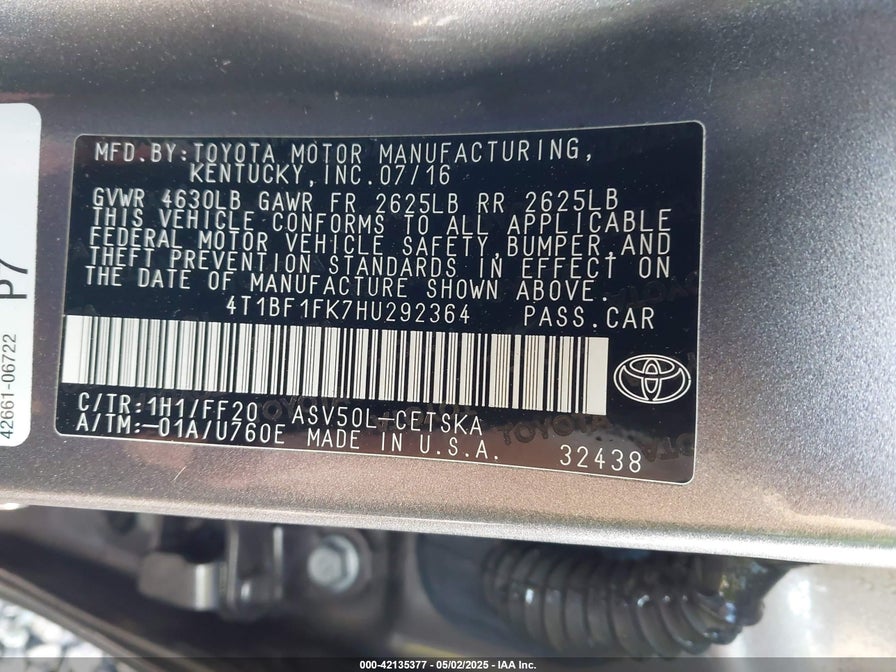 MFD.BY:TOYOTA MOTOR MANUFACTURING,
KENTUCKY, INC.07/16
GVWR 4630LB GAWR FR 2625LB RR 2625LB
THIS VEHICLE CONFORMS TO ALL APPLICABLE
FEDERAL MOTOR VEHICLE SAFETY,BUMPER,AND
THEFT PREVENTION STANDARDS IN EFFECT ON
THE DATE OF MANUFACTURE SHOWN ABOVE.
4T1BF1FK7HU292364 PASS.CAR
C/TR:1H1/FF20 ASV50L-CETSKA
A/TM:-01A/U760E MADE IN U.S.A. 32438
P7
42661-06722
TOYOTA
TOYOTA
000-42135377 - 05/02/2025 - IAA Inc.